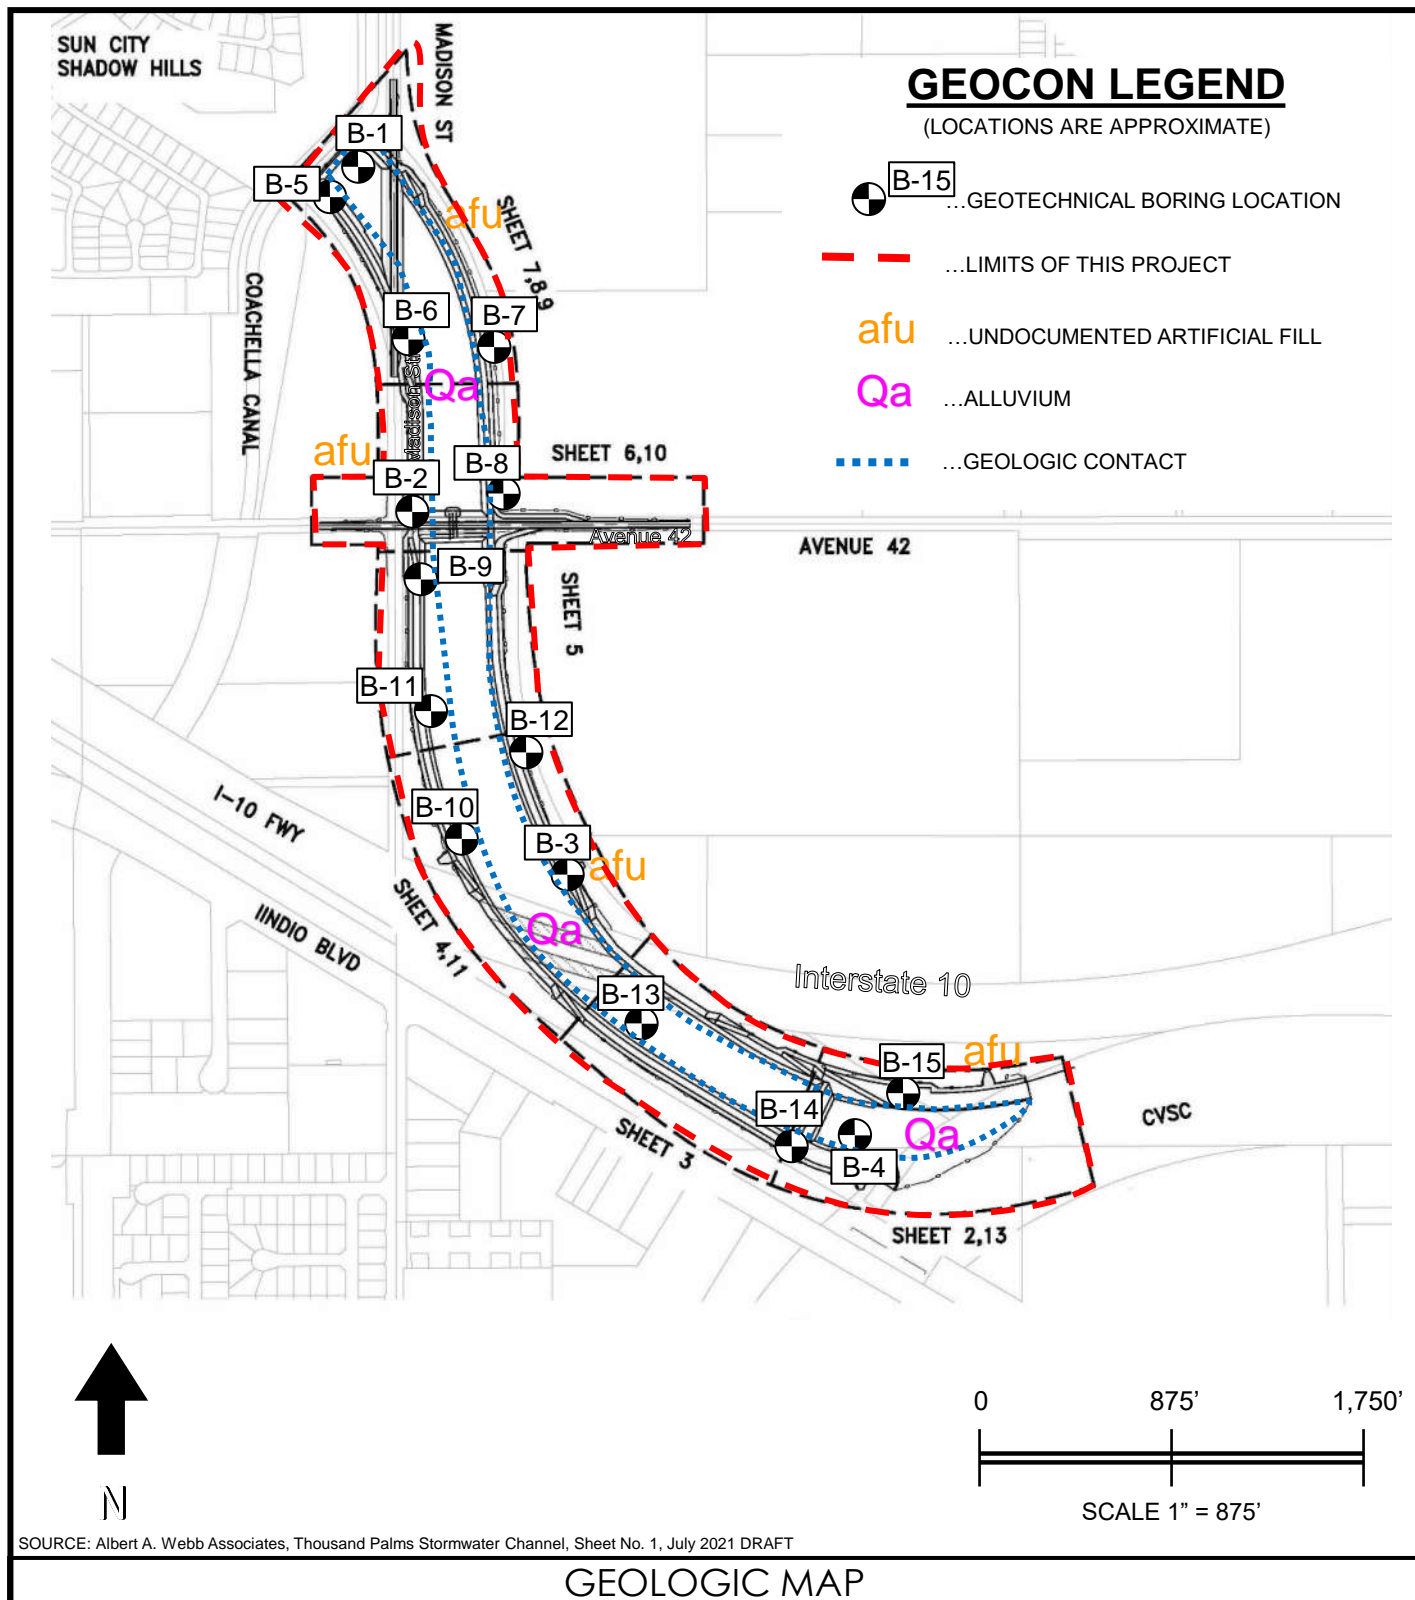 SUN CITY
SHADOW HILLS
MADISON ST
GEOCON LEGEND
(LOCATIONS ARE APPROXIMATE)
B-15
...GEOTECHNICAL BORING LOCATION
...LIMITS OF THIS PROJECT
afu
...UNDOCUMENTED ARTIFICIAL FILL
Qa
...ALLUVIUM
...GEOLOGIC CONTACT
B-1
B-5
afu
SHEET 7,8,9
COACHELLA CANAL
B-6
B-7
Qa
Madison St
afu
B-2
B-8
SHEET 6,10
Avenue 42
AVENUE 42
B-9
SHEET 5
B-11
B-12
I-10 FWY
B-10
B-3
afu
SHEET 4,11
IINDIO BLVD
Qa
Interstate 10
B-13
afu
B-15
B-14
CVSC
Qa
B-4
SHEET 3
SHEET 2,13
N
0 875’ 1,750’
SCALE 1” = 875’
SOURCE: Albert A. Webb Associates, Thousand Palms Stormwater Channel, Sheet No. 1, July 2021 DRAFT
GEOLOGIC MAP